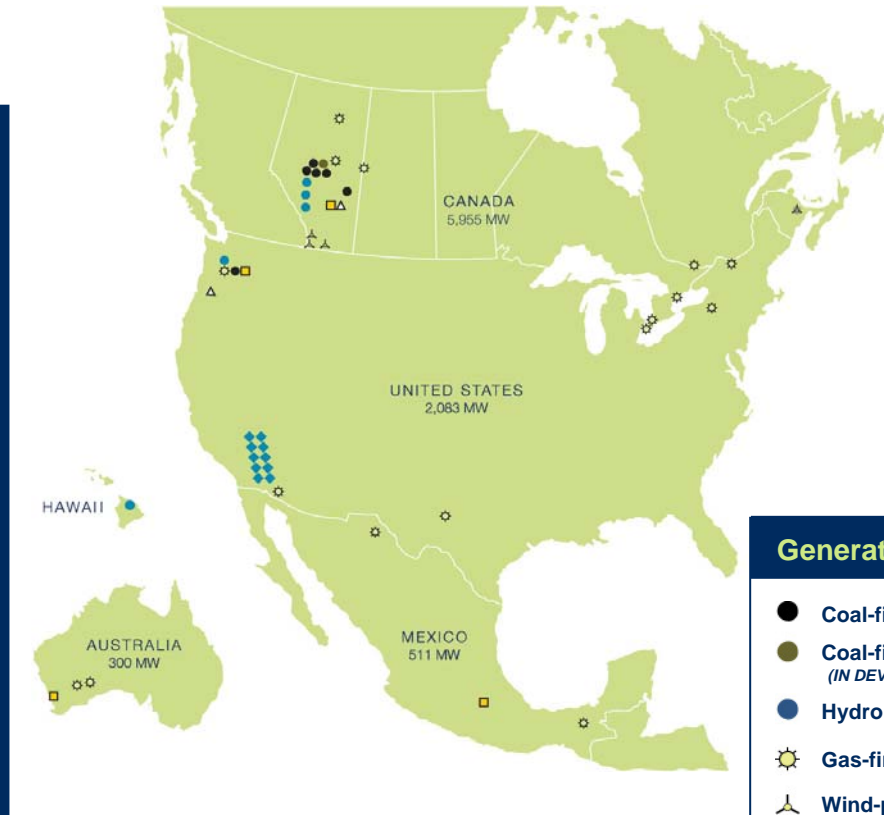 CANADA
5,955 MW
UNITED STATES
2,083 MW
HAWAII
AUSTRALIA
300 MW
MEXICO
511 MW
Generat
Coal-fi
Coal-fi
(IN DEV
Hydro
Gas-fir
Wind-p